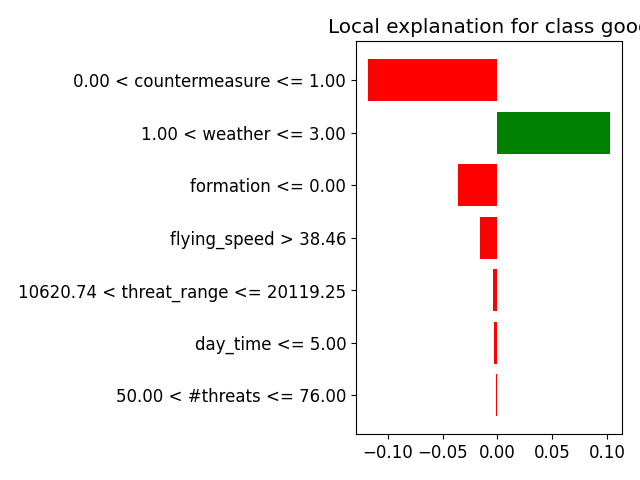 Local explanation for class good
0.00 < countermeasure <= 1.00
1.00 < weather <= 3.00
formation <= 0.00
flying_speed > 38.46
10620.74 < threat_range <= 20119.25
day_time <= 5.00
50.00 < #threats <= 76.00
−0.10 −0.05 0.00 0.05 0.10